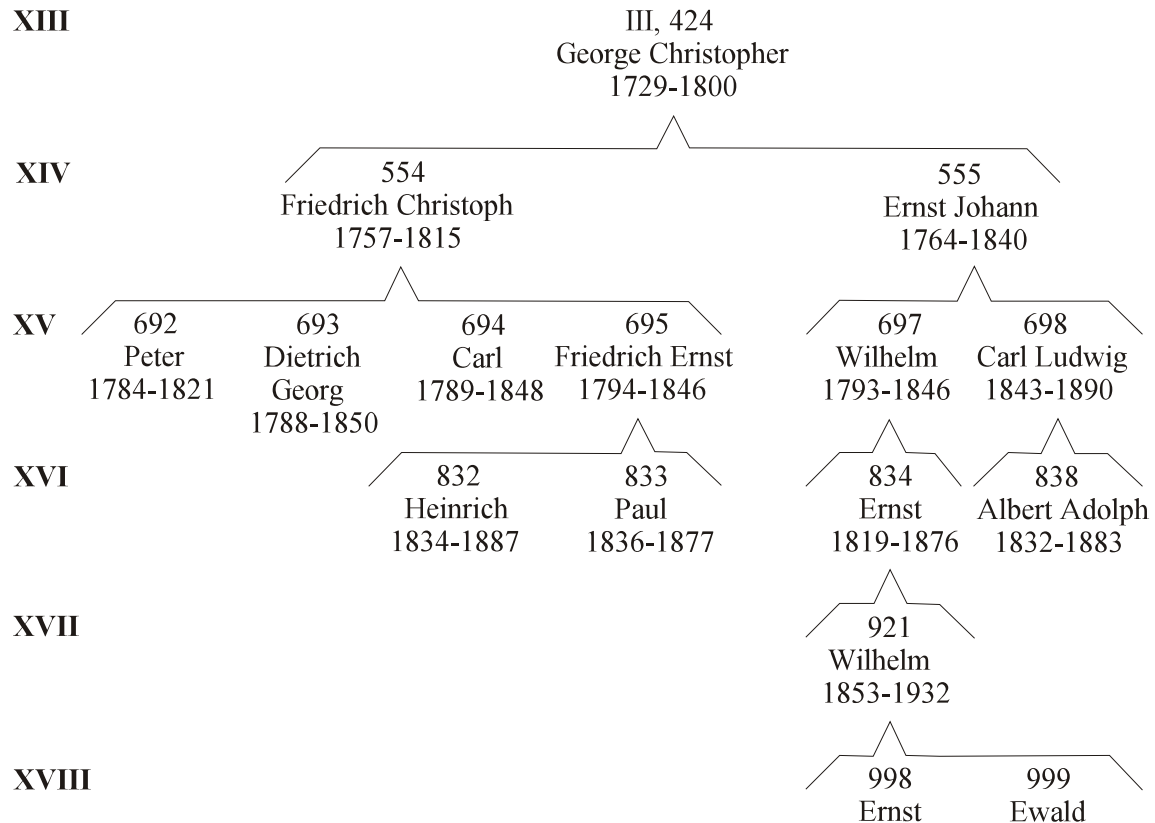 XIII
III, 424
George Christopher
1729-1800
XIV
554
Friedrich Christoph
1757-1815
555
Ernst Johann
1764-1840
XV
692
Peter
1784-1821
693
Dietrich
Georg
1788-1850
694
Carl
1789-1848
695
Friedrich Ernst
1794-1846
697
Wilhelm
1793-1846
698
Carl Ludwig
1843-1890
XVI
832
Heinrich
1834-1887
833
Paul
1836-1877
834
Ernst
1819-1876
838
Albert Adolph
1832-1883
XVII
921
Wilhelm
1853-1932
XVIII
998
Ernst
999
Ewald